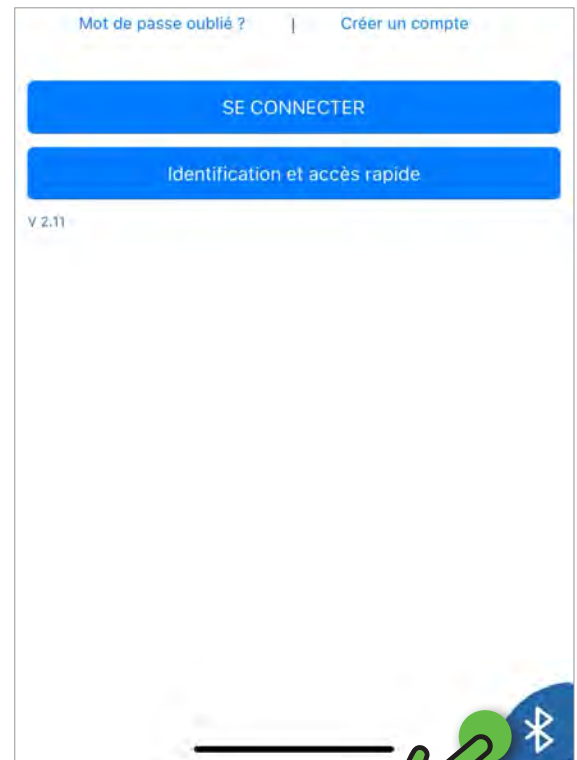 Mot de passe oublié ? | Créer un compte
SE CONNECTER
Identification et accès rapide
V 2.11